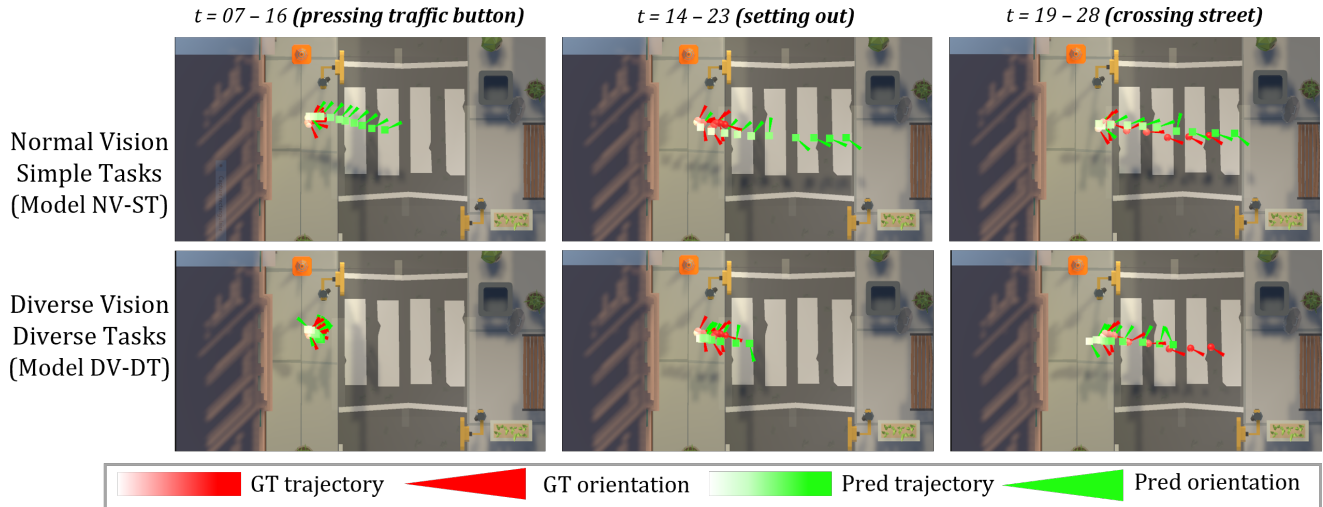 t = 07 – 16 (pressing traffic button)
t = 14 – 23 (setting out)
t = 19 – 28 (crossing street)
Normal Vision
Simple Tasks
(Model NV-ST)
Diverse Vision
Diverse Tasks
(Model DV-DT)
GT trajectory
GT orientation
Pred trajectory
Pred orientation